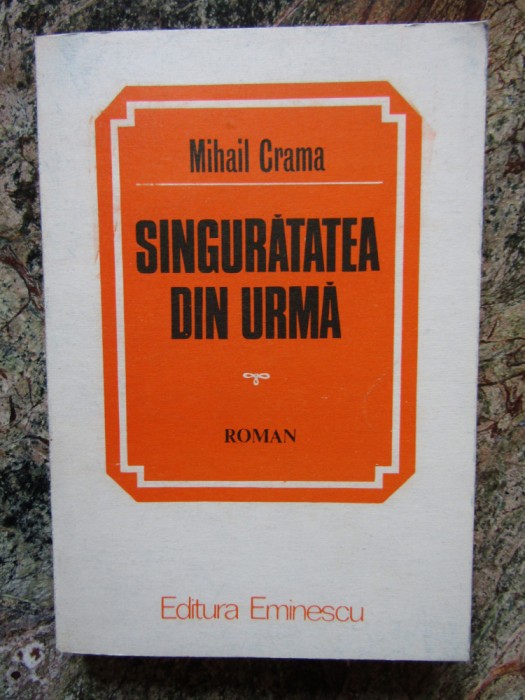 Mihail Crama
SINGURĂTATEA
DIN URMĂ
ROMAN
Editura Eminescu